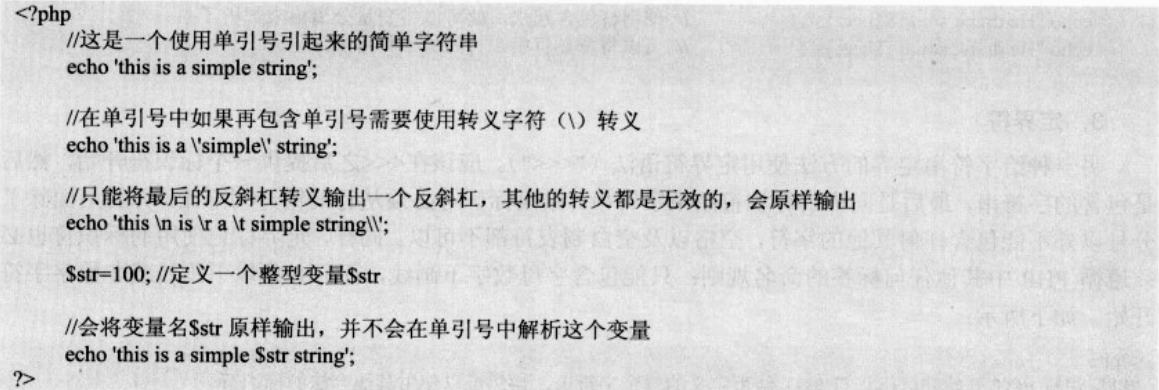 <?php
//这是一个使用单引号引起来的简单字符串
echo 'this is a simple string';
//在单引号中如果再包含单引号需要使用转义字符（\）转义
echo 'this is a \'simple\' string';
//只能将最后的反斜杠转义输出一个反斜杠，其他的转义都是无效的，会原样输出
echo 'this \n is \r a \t simple string\\';
$str=100; //定义一个整型变量$str
//会将变量名$str 原样输出，并不会在单引号中解析这个变量
echo 'this is a simple $str string';
?>